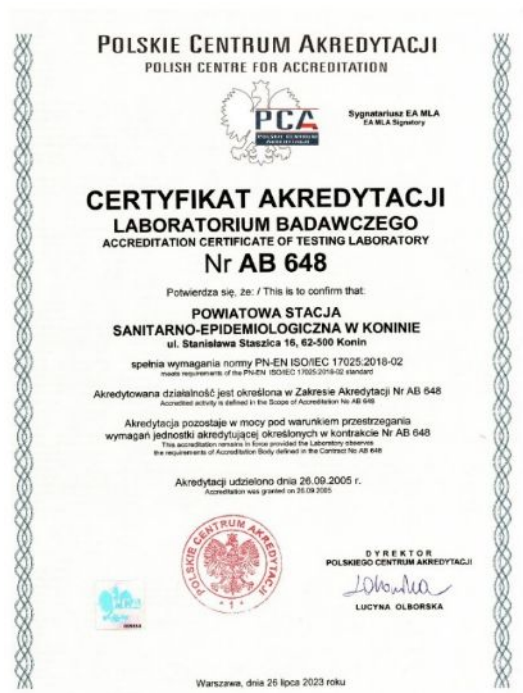 POLSKIE CENTRUM AKREDYTACJI
POLISH CENTRE FOR ACCREDITATION
PCA
POLSKIE CENTRUM
AKREDYTACJI
Sygnatariusz EA MLA
EA MLA Signatory
CERTYFIKAT AKREDYTACJI
LABORATORIUM BADAWCZEGO
ACCREDITATION CERTIFICATE OF TESTING LABORATORY
Nr AB 648
Potwierdza się, że: / This is to confirm that:
POWIATOWA STACJA
SANITARNO-EPIDEMIOLOGICZNA W KONINIE
ul. Stanisława Staszica 16, 62-500 Konin
spełnia wymagania normy PN-EN ISO/IEC 17025:2018-02
meets requirements of the PN-EN ISO/IEC 17025:2018-02 standard
Akredytowana działalność jest określona w Zakresie Akredytacji Nr AB 648
Accredited activity is defined in the Scope of Accreditation No AB 648
Akredytacja pozostaje w mocy pod warunkiem przestrzegania
wymagań jednostki akredytującej określonych w kontrakcie Nr AB 648
This accreditation remains in force provided the Laboratory observes
the requirements of Accreditation Body defined in the Contract No AB 648
Akredytacji udzielono dnia 26.09.2005 r.
Accreditation was granted on 26.09.2005
POLSKIE CENTRUM AKREDYTACJI
* 1 *
DYREKTOR
POLSKIEGO CENTRUM AKREDYTACJI
LUCYNA OLBORSKA
Warszawa, dnia 26 lipca 2023 roku